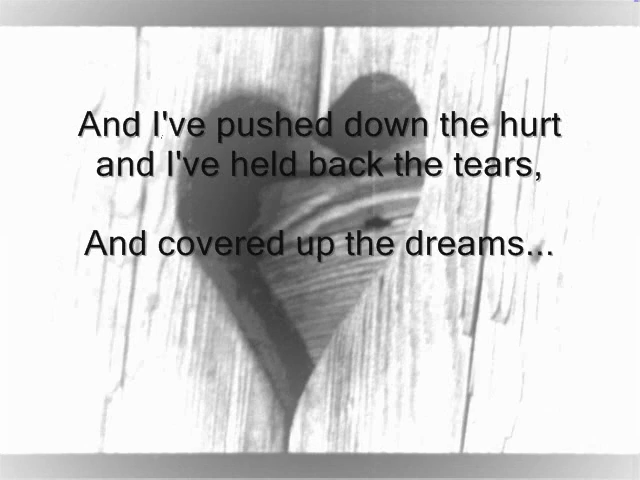 And I've pushed down the hurt
and I've held back the tears,
And covered up the dreams...